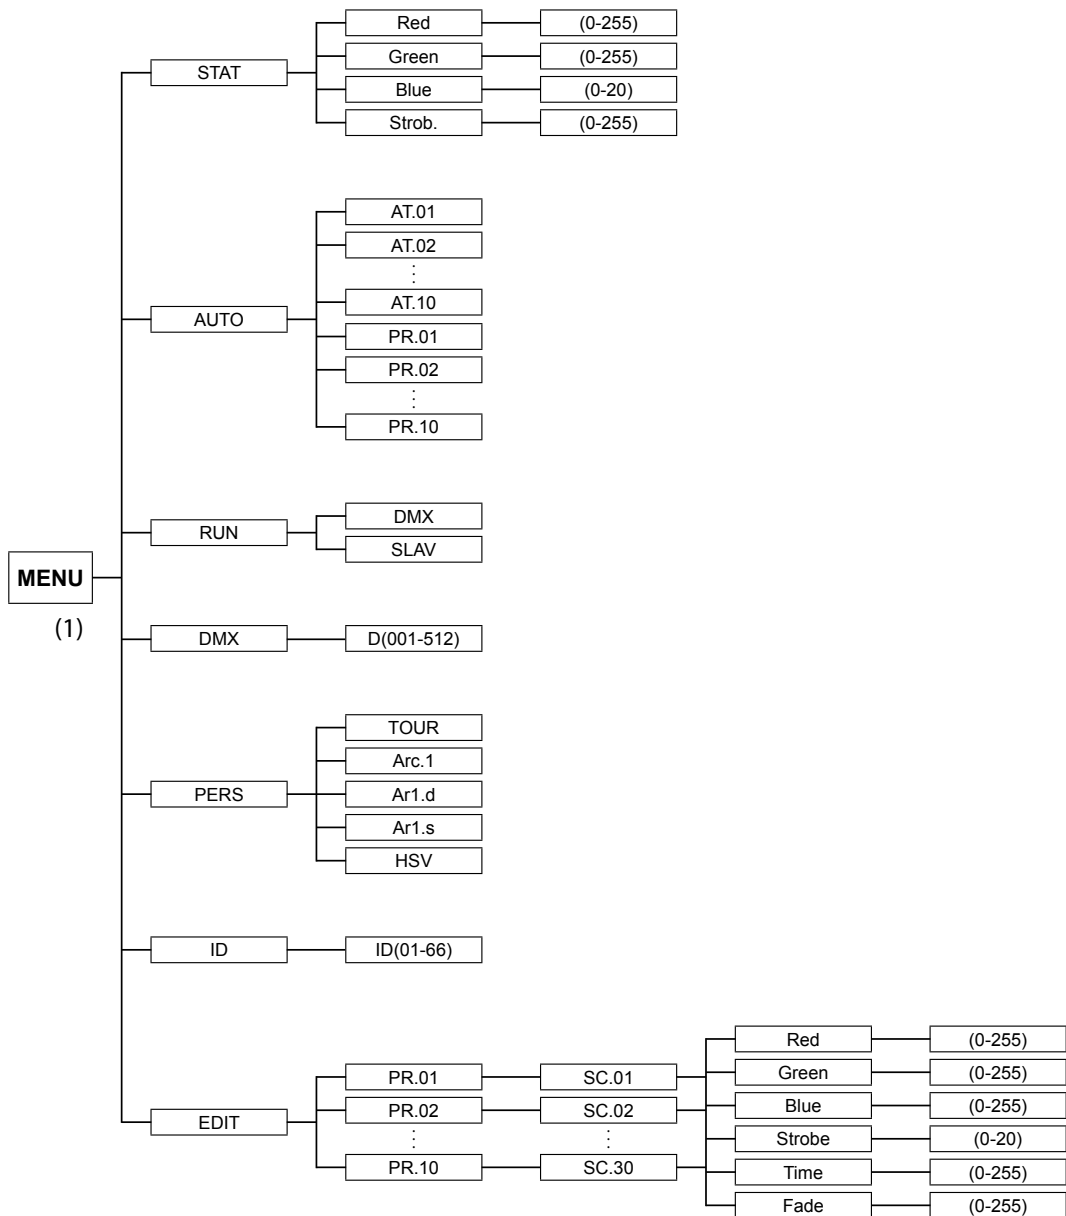 Red (0-255)
Green (0-255)
STAT
Blue (0-20)
Strob. (0-255)
AT.01
AT.02
AT.10
AUTO
PR.01
PR.02
PR.10
DMX
RUN
SLAV
MENU
(1)
DMX D(001-512)
TOUR
Arc.1
PERS Ar1.d
Ar1.s
HSV
ID ID(01-66)
Red (0-255)
PR.01 SC.01
Green (0-255)
PR.02 SC.02
Blue (0-255)
EDIT
Strobe (0-20)
PR.10 SC.30
Time (0-255)
Fade (0-255)